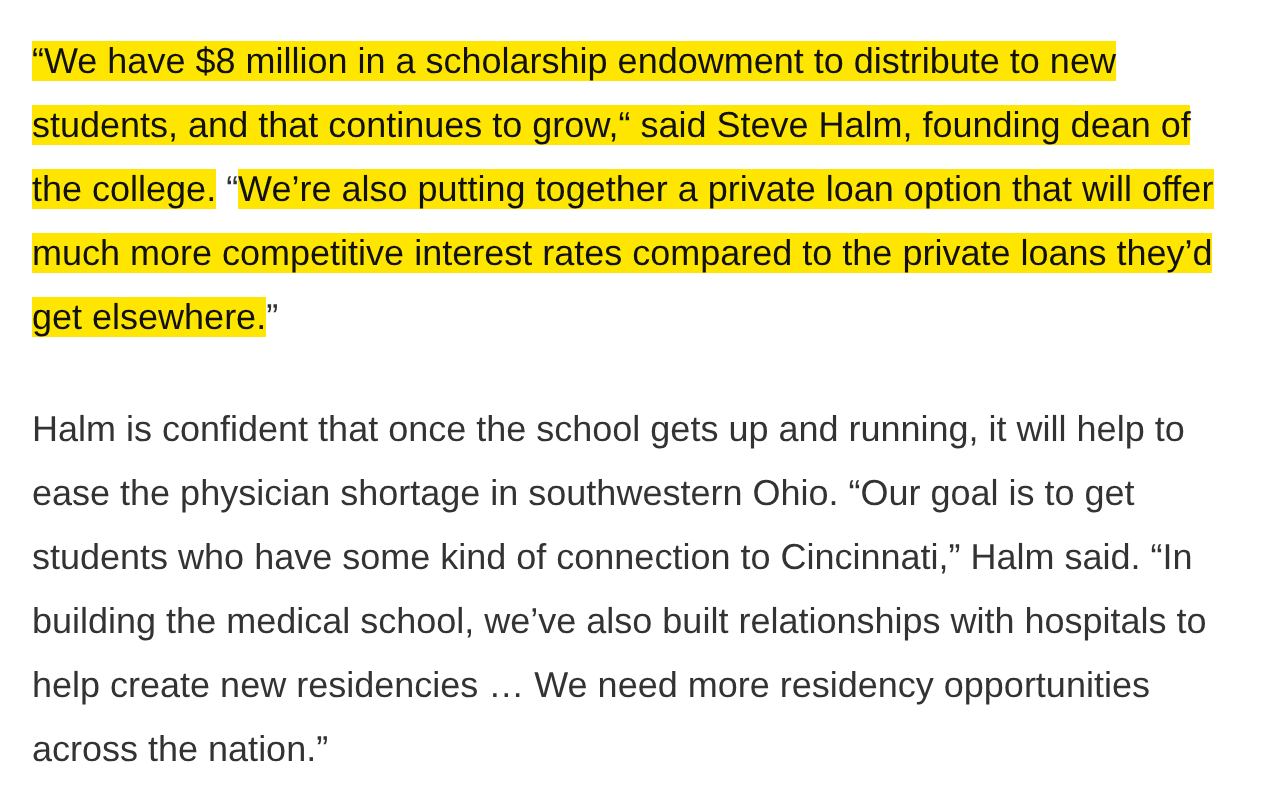 “We have $8 million in a scholarship endowment to distribute to new
students, and that continues to grow,“ said Steve Halm, founding dean of
the college. “We’re also putting together a private loan option that will offer
much more competitive interest rates compared to the private loans they’d
get elsewhere.”
Halm is confident that once the school gets up and running, it will help to
ease the physician shortage in southwestern Ohio. “Our goal is to get
students who have some kind of connection to Cincinnati,” Halm said. “In
building the medical school, we’ve also built relationships with hospitals to
help create new residencies … We need more residency opportunities
across the nation.”